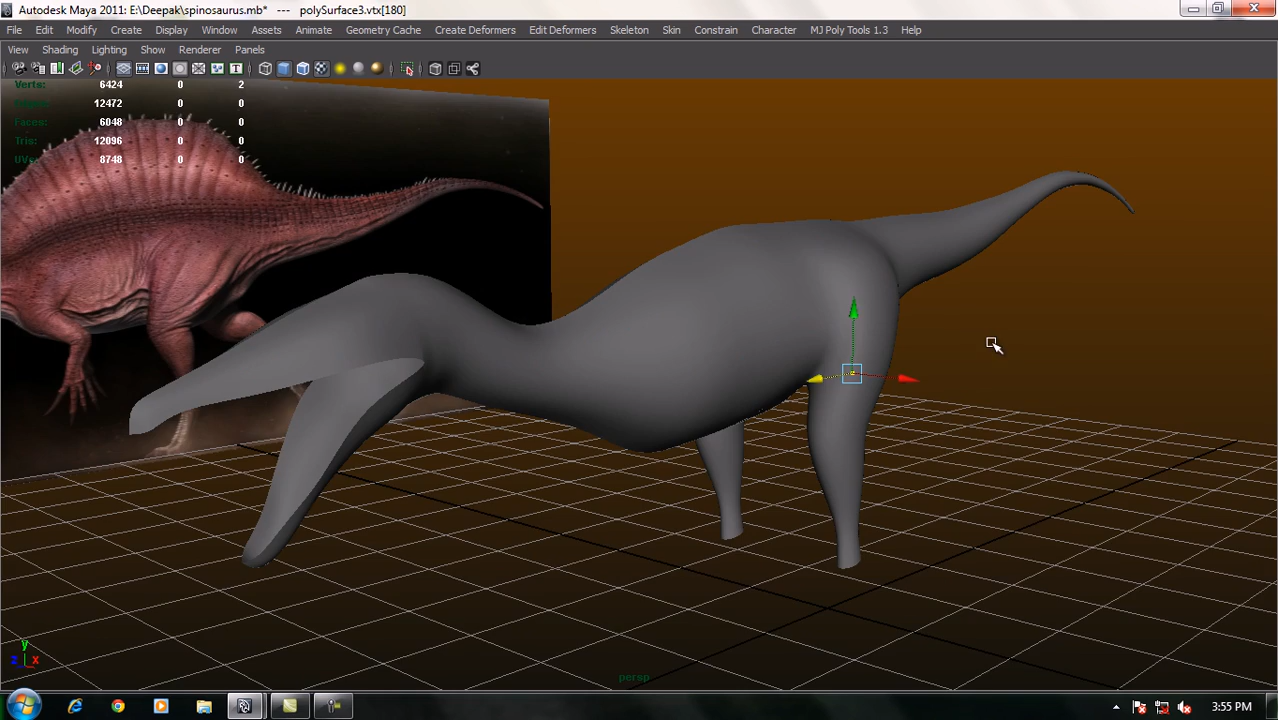 Autodesk Maya 2011: E:\Deepak\spinosaurus.mb* --- polySurface3.vtx[180]
File Edit Modify Create Display Window Assets Animate Geometry Cache Create Deformers Edit Deformers Skeleton Skin Constrain Character MJ Poly Tools 1.3 Help
View Shading Lighting Show Renderer Panels
Verts: 6424 0 2
Edges: 12472 0 0
Faces: 6048 0 0
Tris: 12096 0 0
UVs: 8748 0 0
y
z x
persp
3:55 PM